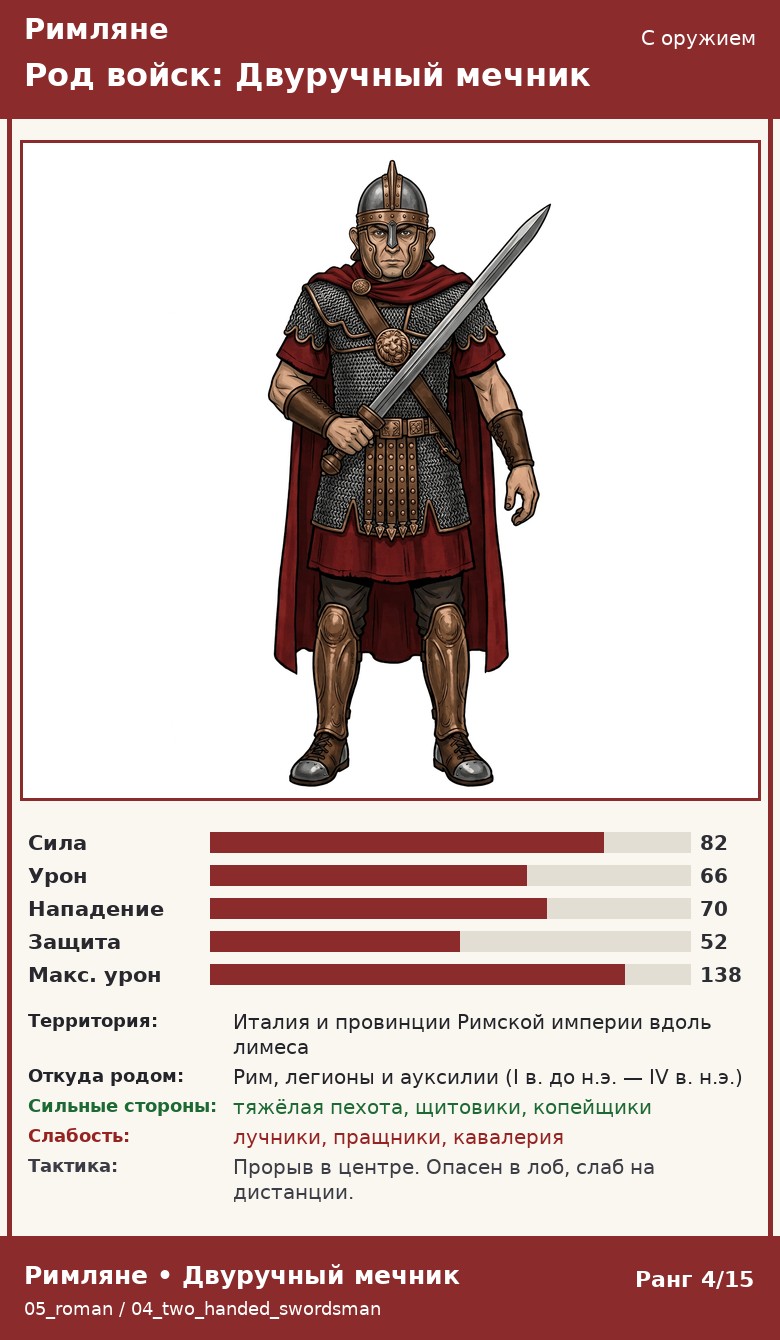 Римляне
С оружием
Род войск: Двуручный мечник
Сила 82
Урон 66
Нападение 70
Защита 52
Макс. урон 138
Территория: Италия и провинции Римской империи вдоль
лимеса
Откуда родом: Рим, легионы и ауксилии (I в. до н.э. — IV в. н.э.)
Сильные стороны: тяжёлая пехота, щитовики, копейщики
Слабость: лучники, пращники, кавалерия
Тактика: Прорыв в центре. Опасен в лоб, слаб на
дистанции.
Римляне • Двуручный мечник
Ранг 4/15
05_roman / 04_two_handed_swordsman